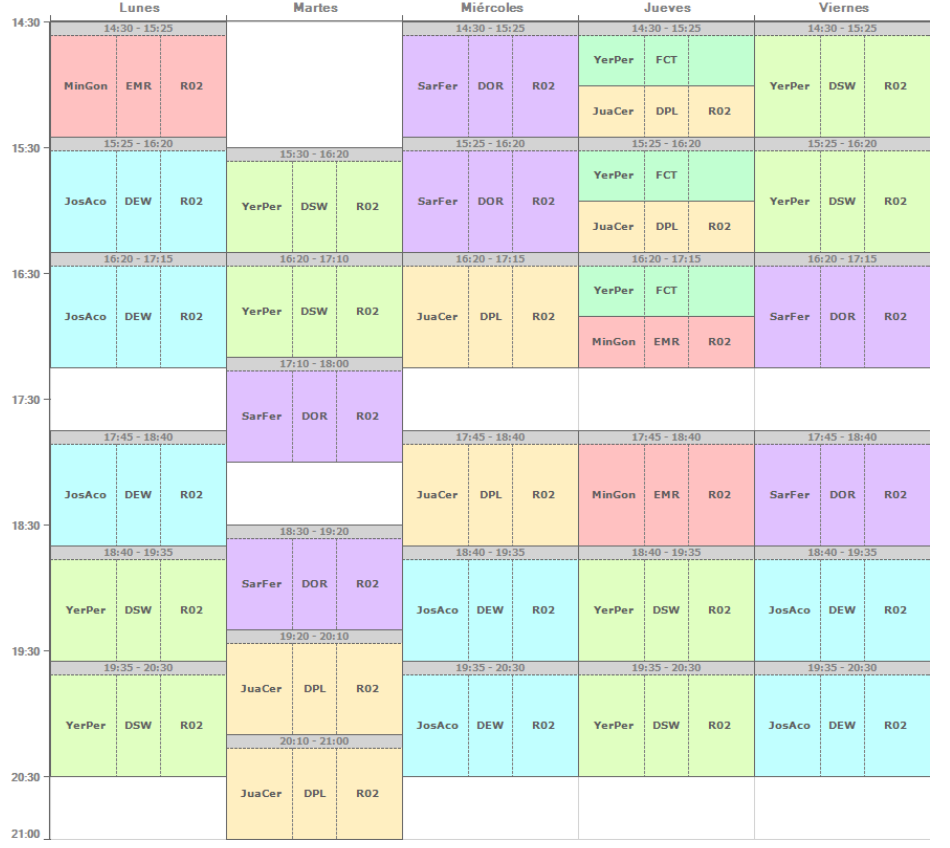 Lunes Martes Miércoles Jueves Viernes
14:30
14:30 - 15:25 14:30 - 15:25 14:30 - 15:25 14:30 - 15:25
YerPer FCT
MinGon EMR R02 SarFer DOR R02 YerPer DSW R02
JuaCer DPL R02
15:25 - 16:20 15:25 - 16:20 15:25 - 16:20 15:25 - 16:20
15:30
15:30 - 16:20
YerPer FCT
JosAco DEW R02 YerPer DSW R02 SarFer DOR R02 YerPer DSW R02
JuaCer DPL R02
16:20 - 17:15 16:20 - 17:10 16:20 - 17:15 16:20 - 17:15 16:20 - 17:15
16:30
YerPer FCT
JosAco DEW R02 YerPer DSW R02 JuaCer DPL R02 SarFer DOR R02
MinGon EMR R02
17:10 - 18:00
17:30
SarFer DOR R02
17:45 - 18:40 17:45 - 18:40 17:45 - 18:40 17:45 - 18:40
JosAco DEW R02 JuaCer DPL R02 MinGon EMR R02 SarFer DOR R02
18:30
18:30 - 19:20
18:40 - 19:35 18:40 - 19:35 18:40 - 19:35 18:40 - 19:35
SarFer DOR R02
YerPer DSW R02 JosAco DEW R02 YerPer DSW R02 JosAco DEW R02
19:20 - 20:10
19:30
19:35 - 20:30 19:35 - 20:30 19:35 - 20:30 19:35 - 20:30
JuaCer DPL R02
YerPer DSW R02 JosAco DEW R02 YerPer DSW R02 JosAco DEW R02
20:10 - 21:00
20:30
JuaCer DPL R02
21:00